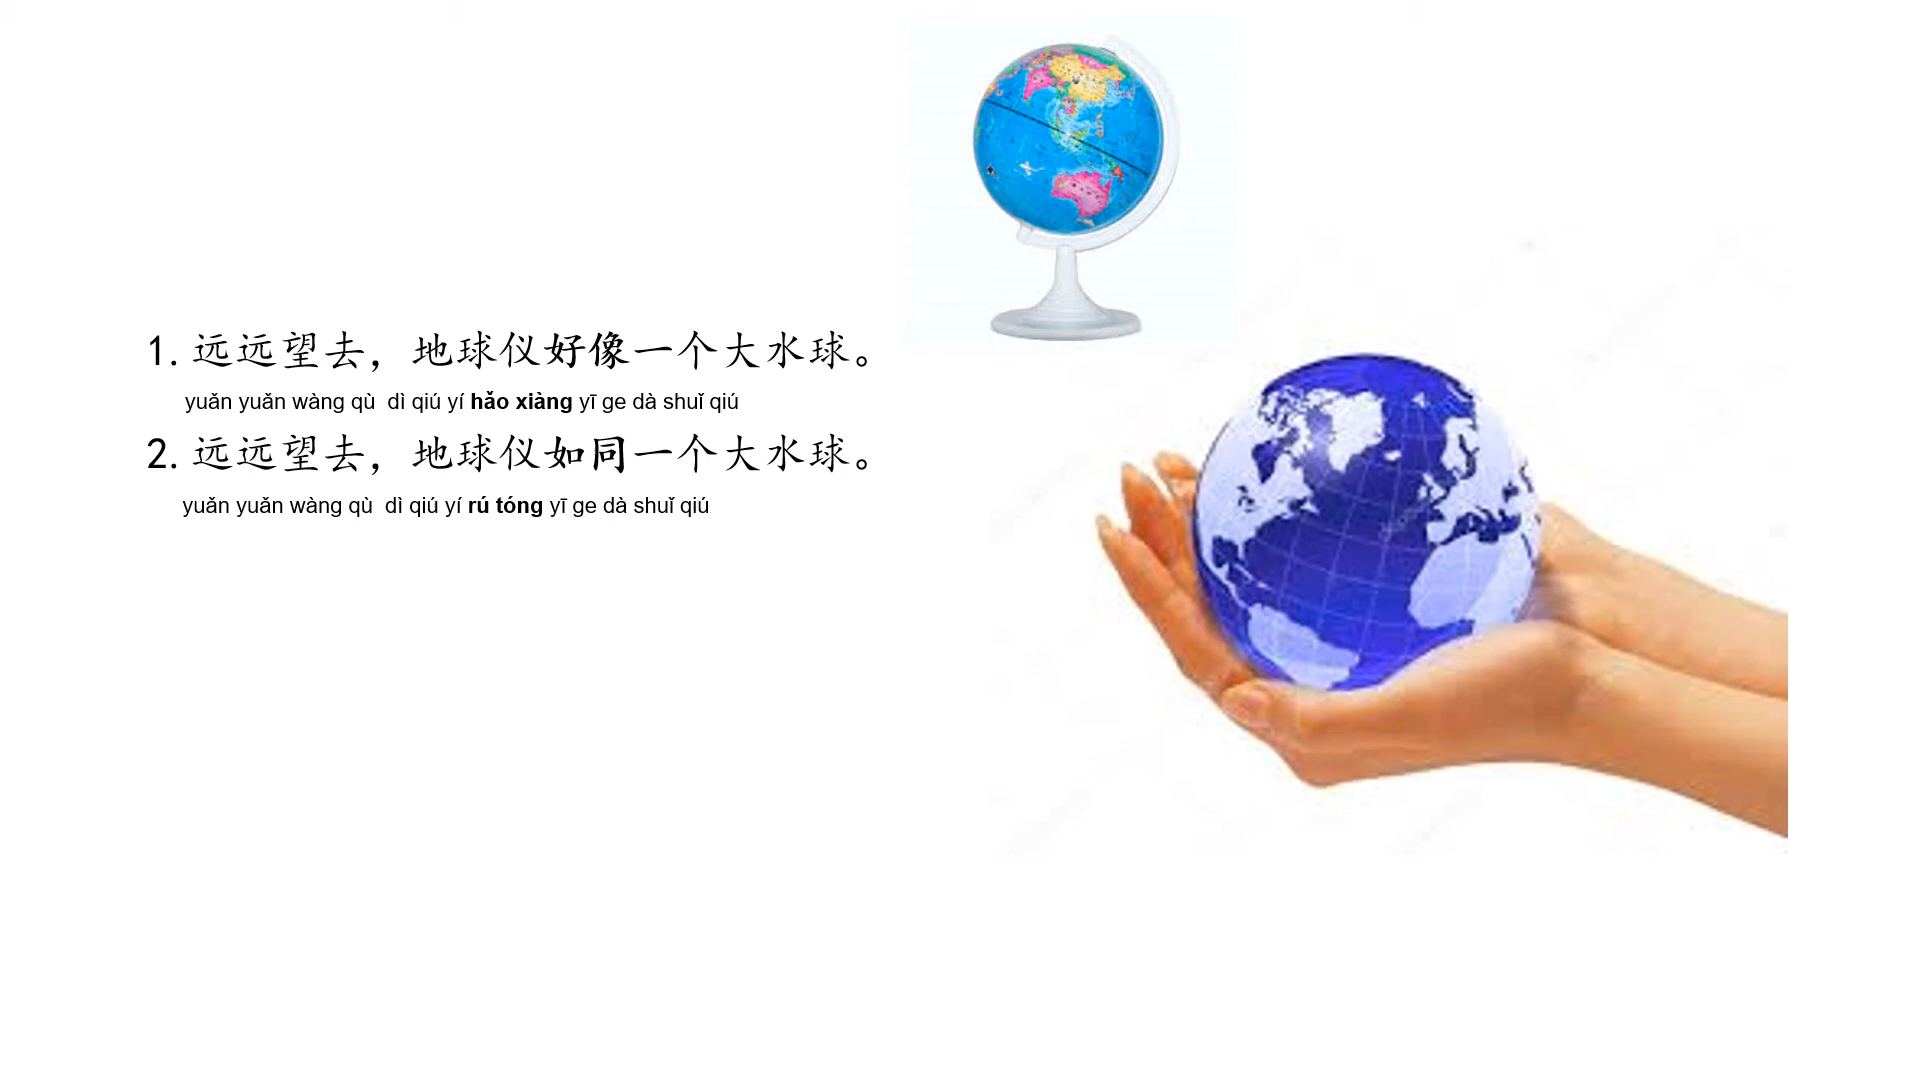 1. 远远望去，地球仪好像一个大水球。
yuǎn yuǎn wàng qù  dì qiú yí hǎo xiàng yī ge dà shuǐ qiú
2. 远远望去，地球仪如同一个大水球。
yuǎn yuǎn wàng qù  dì qiú yí rú tóng yī ge dà shuǐ qiú